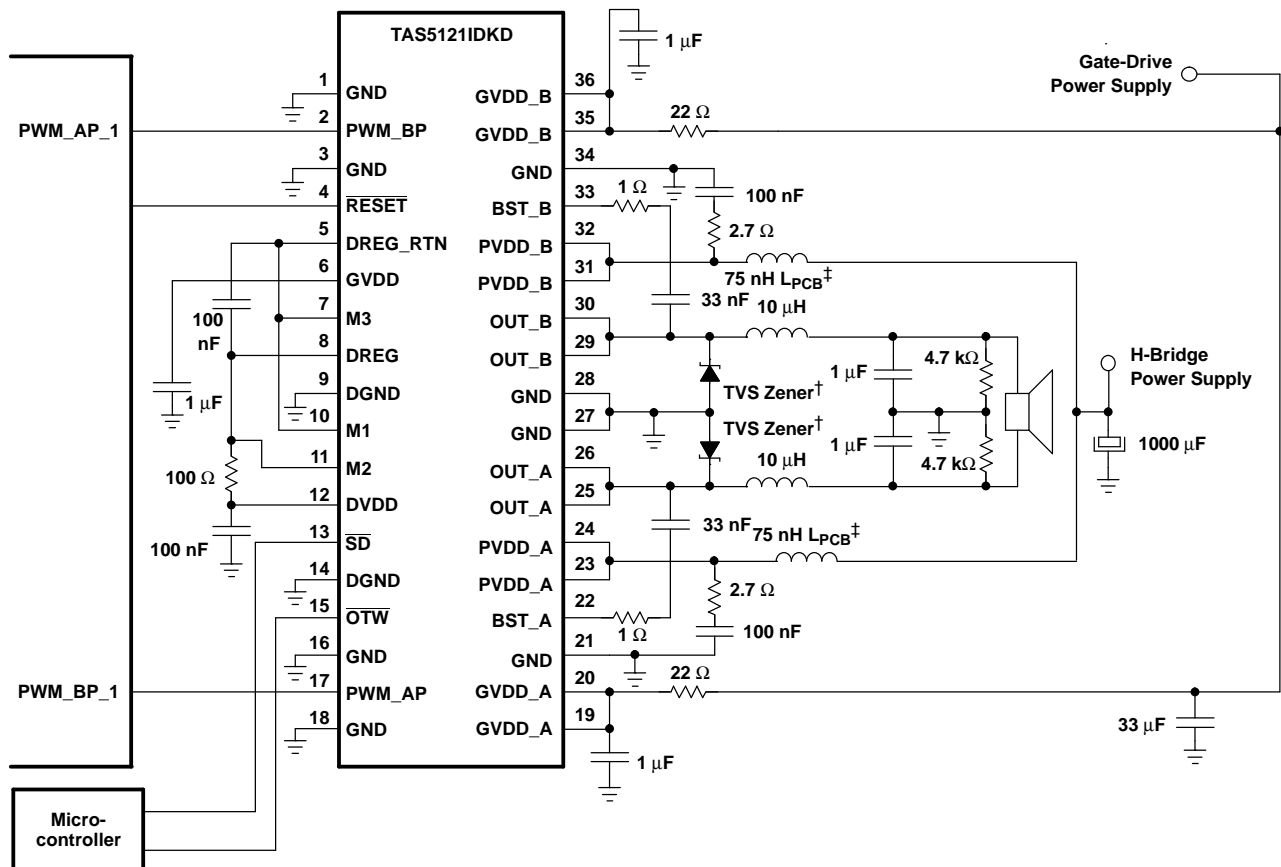 TAS5121IDKD
1 μF
Gate-Drive
Power Supply
PWM_AP_1
1
GND
2
PWM_BP
3
GND
4
RESET
5
DREG_RTN
6
GVDD
7
M3
8
DREG
9
DGND
10
M1
11
M2
12
DVDD
13
SD
14
DGND
15
OTW
16
GND
17
PWM_AP
18
GND
100
nF
1 μF
100 Ω
100 nF
PWM_BP_1
Micro-
controller
36
GVDD_B
35
GVDD_B
34
GND
33
BST_B
32
PVDD_B
31
PVDD_B
30
OUT_B
29
OUT_B
28
GND
27
GND
26
OUT_A
25
OUT_A
24
PVDD_A
23
PVDD_A
22
BST_A
21
GND
20
GVDD_A
19
GVDD_A
22 Ω
1 Ω
100 nF
2.7 Ω
75 nH LPCB‡
33 nF
10 μH
TVS Zener†
TVS Zener†
1 μF
4.7 kΩ
1 μF
4.7 kΩ
H-Bridge
Power Supply
1000 μF
10 μH
33 nF
75 nH LPCB‡
2.7 Ω
1 Ω
100 nF
22 Ω
33 μF
1 μF